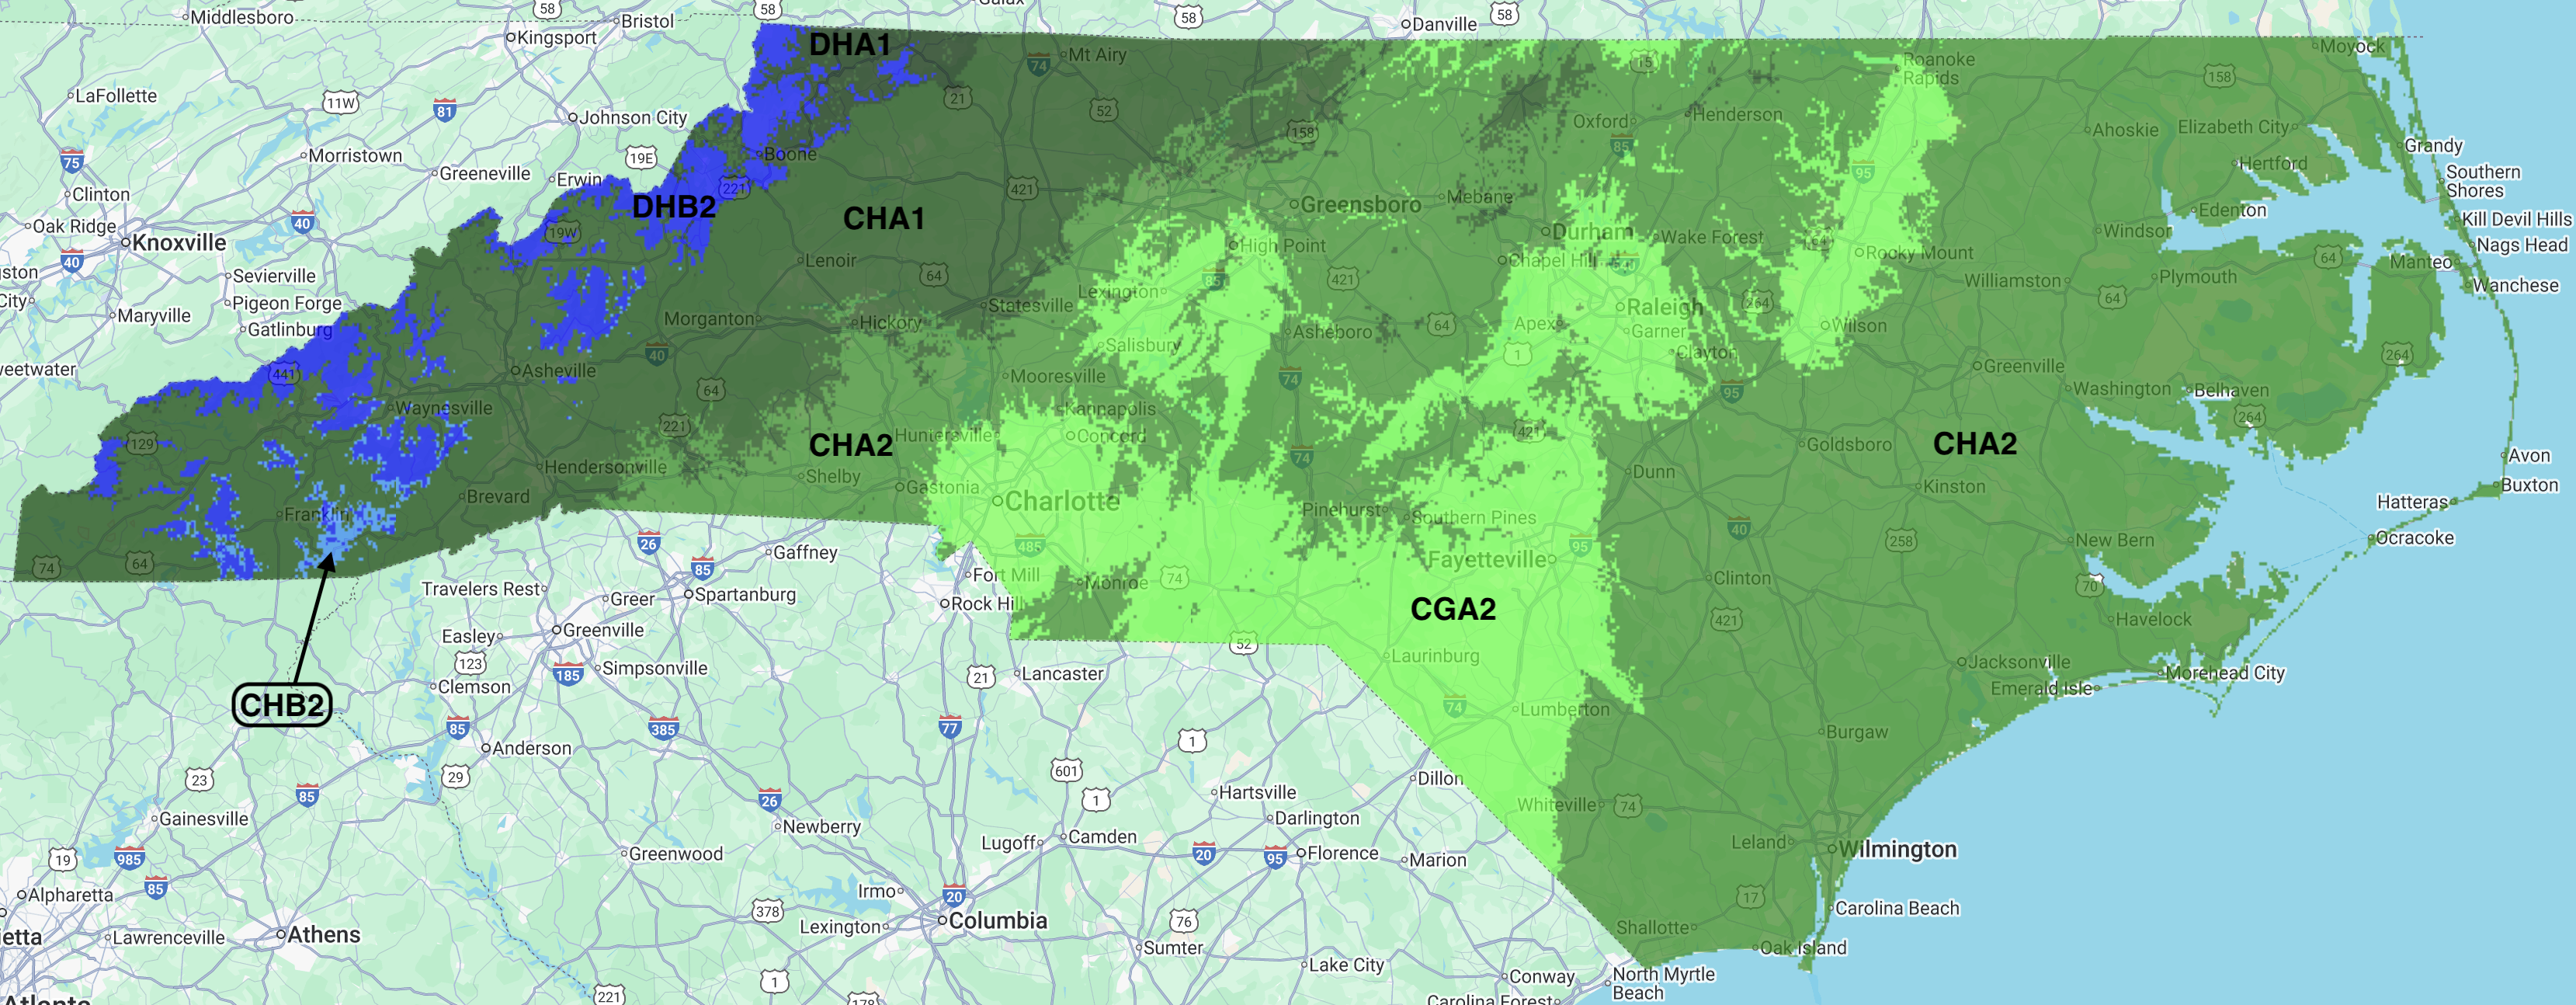 Middlesboro
58
Bristol
58
58
Danville
58
Kingsport
DHA1
74
Mt Airy
15
Roanoke
Rapids
Moyock
158
LaFollette
11W
81
21
52
Johnson City
158
Oxford
Henderson
Ahoskie
Elizabeth City
75
Morristown
19E
Boone
85
95
Hertford
Grandy
Clinton
Greeneville
Erwin
221
421
Southern
Shores
Oak Ridge
40
DHB2
CHA1
Greensboro
Mebane
Edenton
Kill Devil Hills
Knoxville
19W
High Point
Durham
Wake Forest
Windsor
Nags Head
40
Lenoir
Chapel Hill
Rocky Mount
64
Manteo
Sevierville
64
85
421
Williamston
Plymouth
Wanchese
Pigeon Forge
Statesville
Lexington
264
64
Maryville
Gatlinburg
Morganton
Hickory
Asheboro
64
Apex
Raleigh
Garner
Wilson
40
Salisbury
1
Clayton
264
441
Asheville
Mooresville
74
95
Greenville
64
Washington
Belhaven
Waynesville
221
Kannapolis
264
129
CHA2
Huntersville
Concord
421
Goldsboro
CHA2
Hendersonville
Shelby
74
Dunn
Avon
Brevard
Gastonia
Charlotte
Kinston
Buxton
Franklin
Pinehurst
Southern Pines
Hatteras
74
64
26
Gaffney
485
Fayetteville
95
40
258
New Bern
Ocracoke
85
Fort Mill
Monroe
74
Clinton
70
Travelers Rest
Greer
Spartanburg
Rock Hi
CGA2
421
Havelock
Easley
Greenville
52
123
185
Simpsonville
21
Lancaster
Laurinburg
Jacksonville
Clemson
Emerald Isle
Morehead City
CHB2
85
385
77
74
Lumberton
Anderson
1
Burgaw
23
29
601
Dillon
85
26
1
Hartsville
Whiteville
74
Gainesville
Newberry
Lugoff
Camden
Darlington
Leland
Wilmington
19
985
Greenwood
20
95
Florence
Marion
85
Alpharetta
Irmo
20
17
Carolina Beach
378
Lexington
Columbia
76
Shallotte
etta
Lawrenceville
Athens
Sumter
Oak Island
Lake City
Conway
North Myrtle
Beach
1
221
Carolina Forest